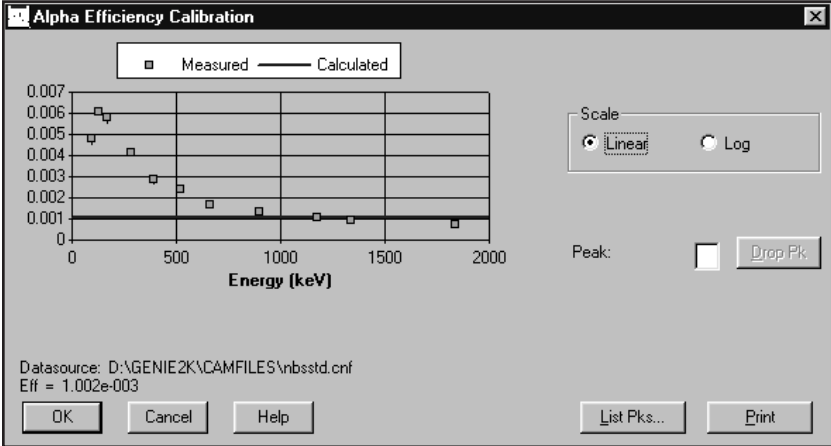 Alpha Efficiency Calibration
Measured Calculated
0.007
0.006
0.005
0.004
0.003
0.002
0.001
0
0 500 1000 1500 2000
Energy (keV)
Scale
Linear Log
Peak: Drop Pk
Datasource: D:\GENIE2K\CAMFILES\nbsstd.cnf
Eff = 1.002e-003
OK Cancel Help List Pks... Print